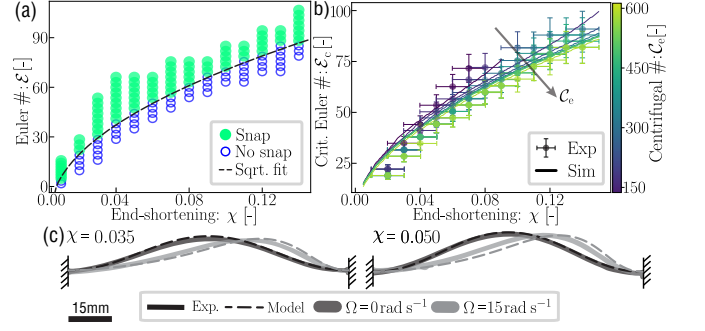 (a)
Euler #: ℰ [-]
90
60
30
0
0.00
0.04
0.08
0.12
End-shortening: χ [-]
Snap
No snap
Sqrt. fit
b)
Crit. Euler #: ℰc [-]
100
75
50
25
0.00
0.04
0.08
0.12
End-shortening: χ [-]
𝒞e
Exp
Sim
600
450
300
150
Centrifugal #: 𝒞e [-]
(c)
χ = 0.035
χ = 0.050
15mm
Exp. Model Ω = 0 rad s⁻¹ Ω = 15 rad s⁻¹